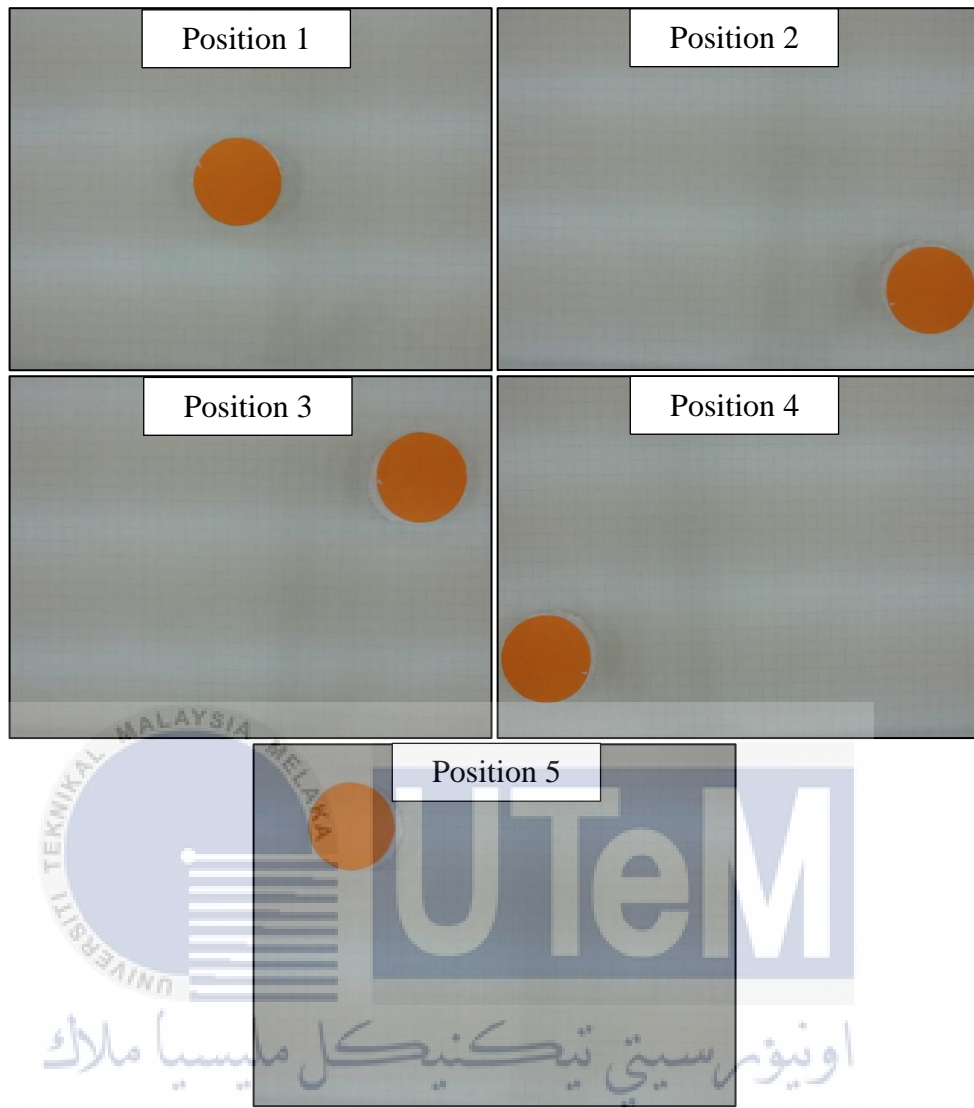 Position 1
Position 2
Position 3
Position 4
Position 5
UNIVERSITI TEKNIKAL MALAYSIA MELAKA
UTeM
اونيۏرسيتي تيكنيكل مليسيا ملاك